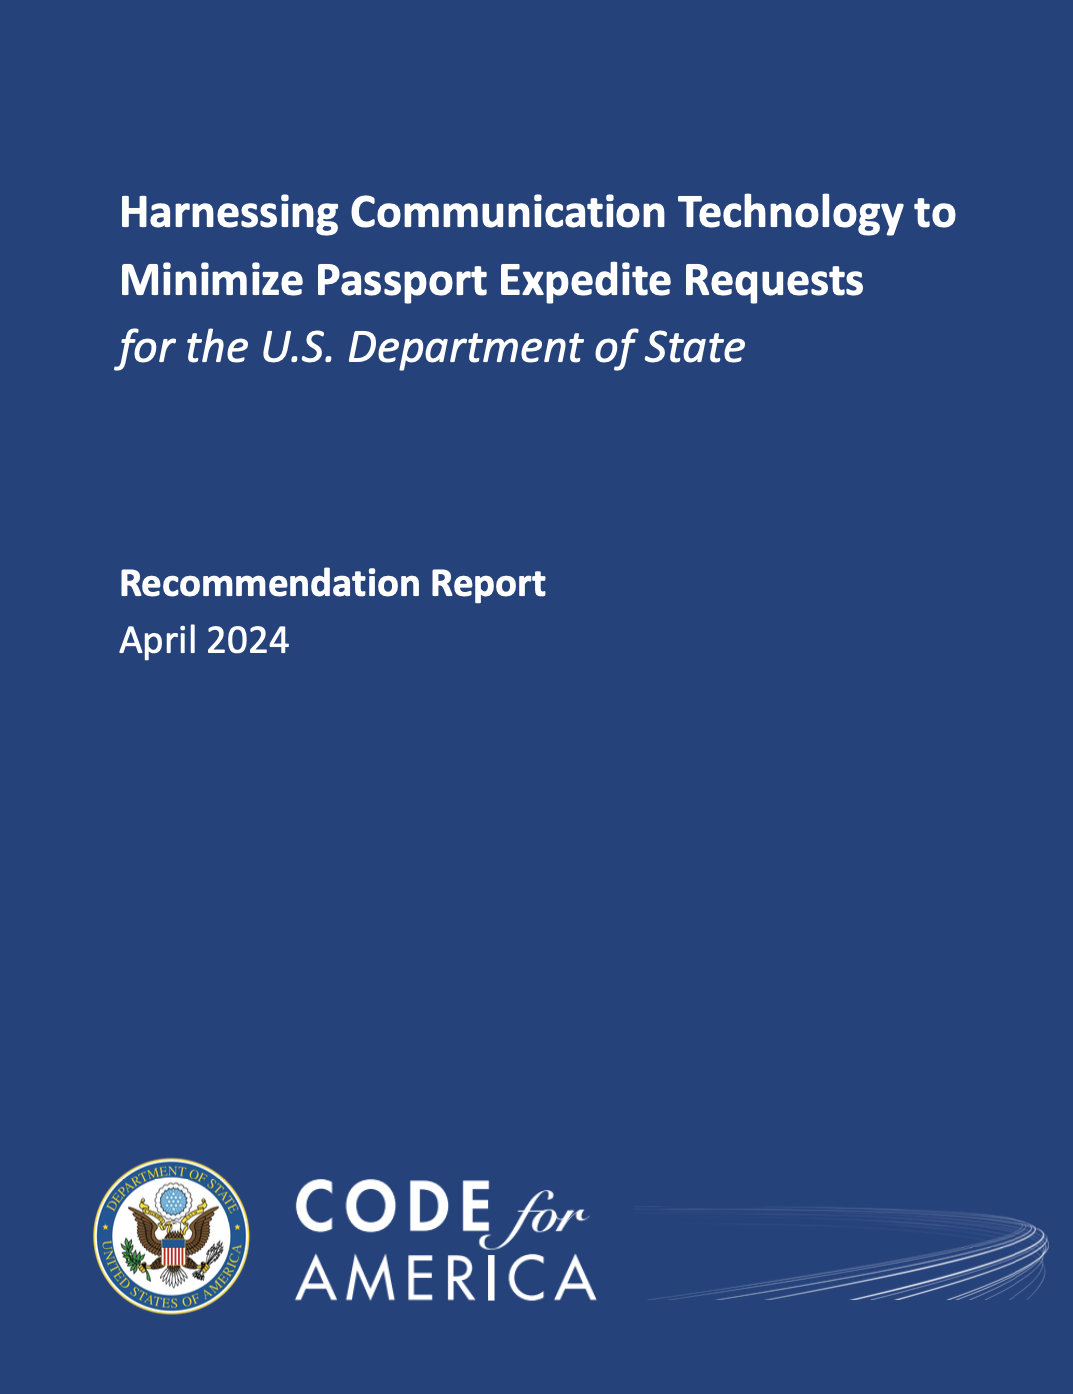 Harnessing Communication Technology to
Minimize Passport Expedite Requests
for the U.S. Department of State
Recommendation Report
April 2024
DEPARTMENT OF STATE
UNITED STATES OF AMERICA
CODE for
AMERICA